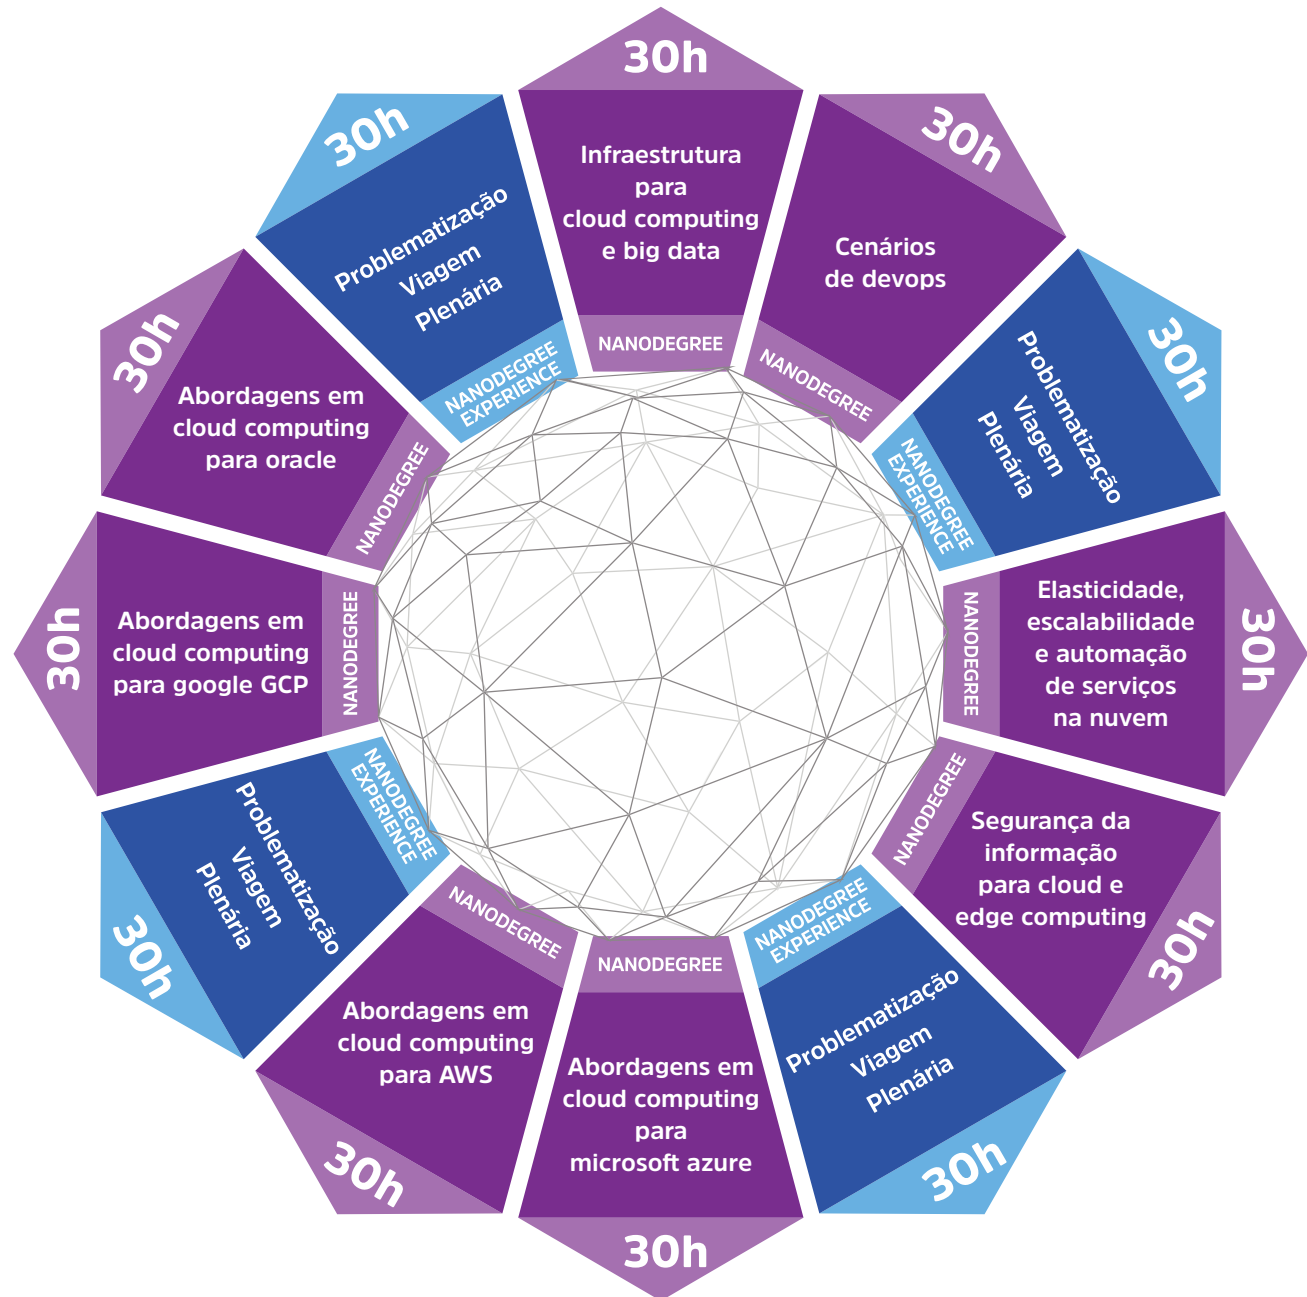 30h
Infraestrutura
para
cloud computing
e big data
NANODEGREE
30h
Cenários
de devops
NANODEGREE
30h
Problematização
Viagem
Plenária
NANODEGREE
EXPERIENCE
30h
Elasticidade,
escalabilidade
e automação
de serviços
na nuvem
NANODEGREE
30h
Segurança da
informação
para cloud e
edge computing
NANODEGREE
30h
Problematização
Viagem
Plenária
NANODEGREE
EXPERIENCE
30h
Abordagens em
cloud computing
para
microsoft azure
NANODEGREE
30h
Abordagens em
cloud computing
para AWS
NANODEGREE
30h
Problematização
Viagem
Plenária
NANODEGREE
EXPERIENCE
30h
Abordagens em
cloud computing
para google GCP
NANODEGREE
30h
Abordagens em
cloud computing
para oracle
NANODEGREE
30h
Problematização
Viagem
Plenária
NANODEGREE
EXPERIENCE